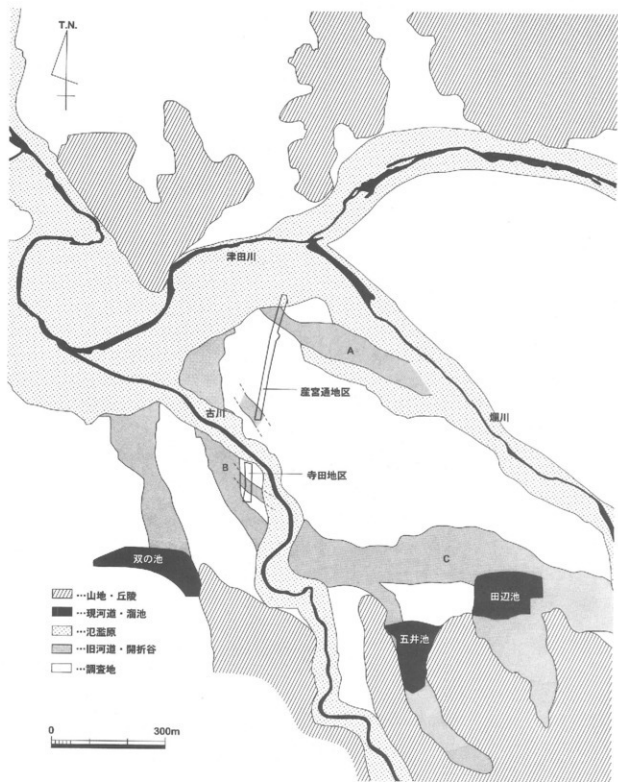 T.N.
津田川
A
産宮通地区
古川
畑川
B
寺田地区
C
双の池
田辺池
五井池
…山地・丘陵
…現河道・溜池
…氾濫原
…旧河道・開析谷
…調査地
0 300m